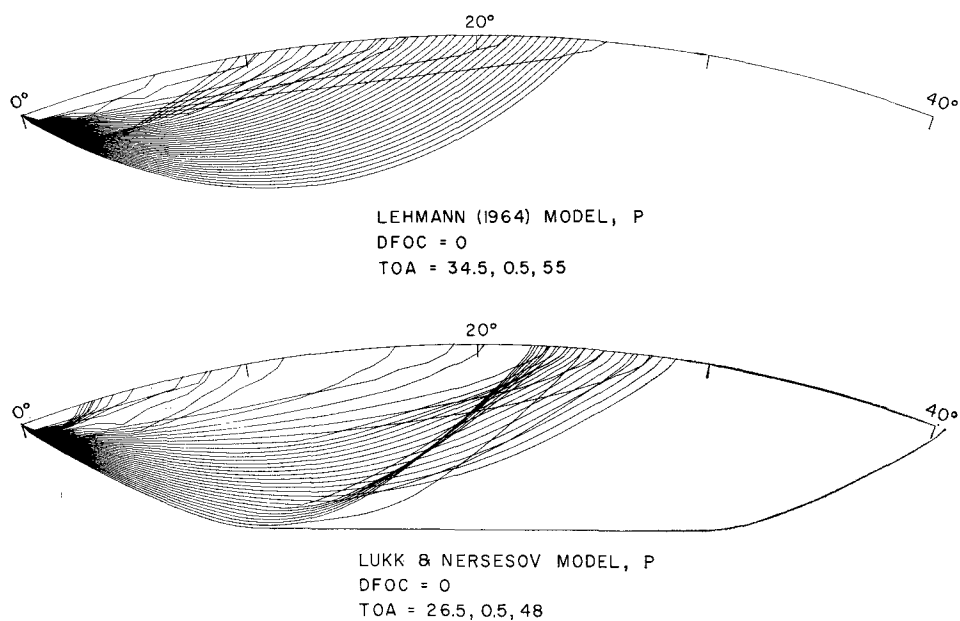 20°
0°
40°
LEHMANN (1964) MODEL, P
DFOC = 0
TOA = 34.5, 0.5, 55
20°
0°
40°
LUKK & NERSESOV MODEL, P
DFOC = 0
TOA = 26.5, 0.5, 48